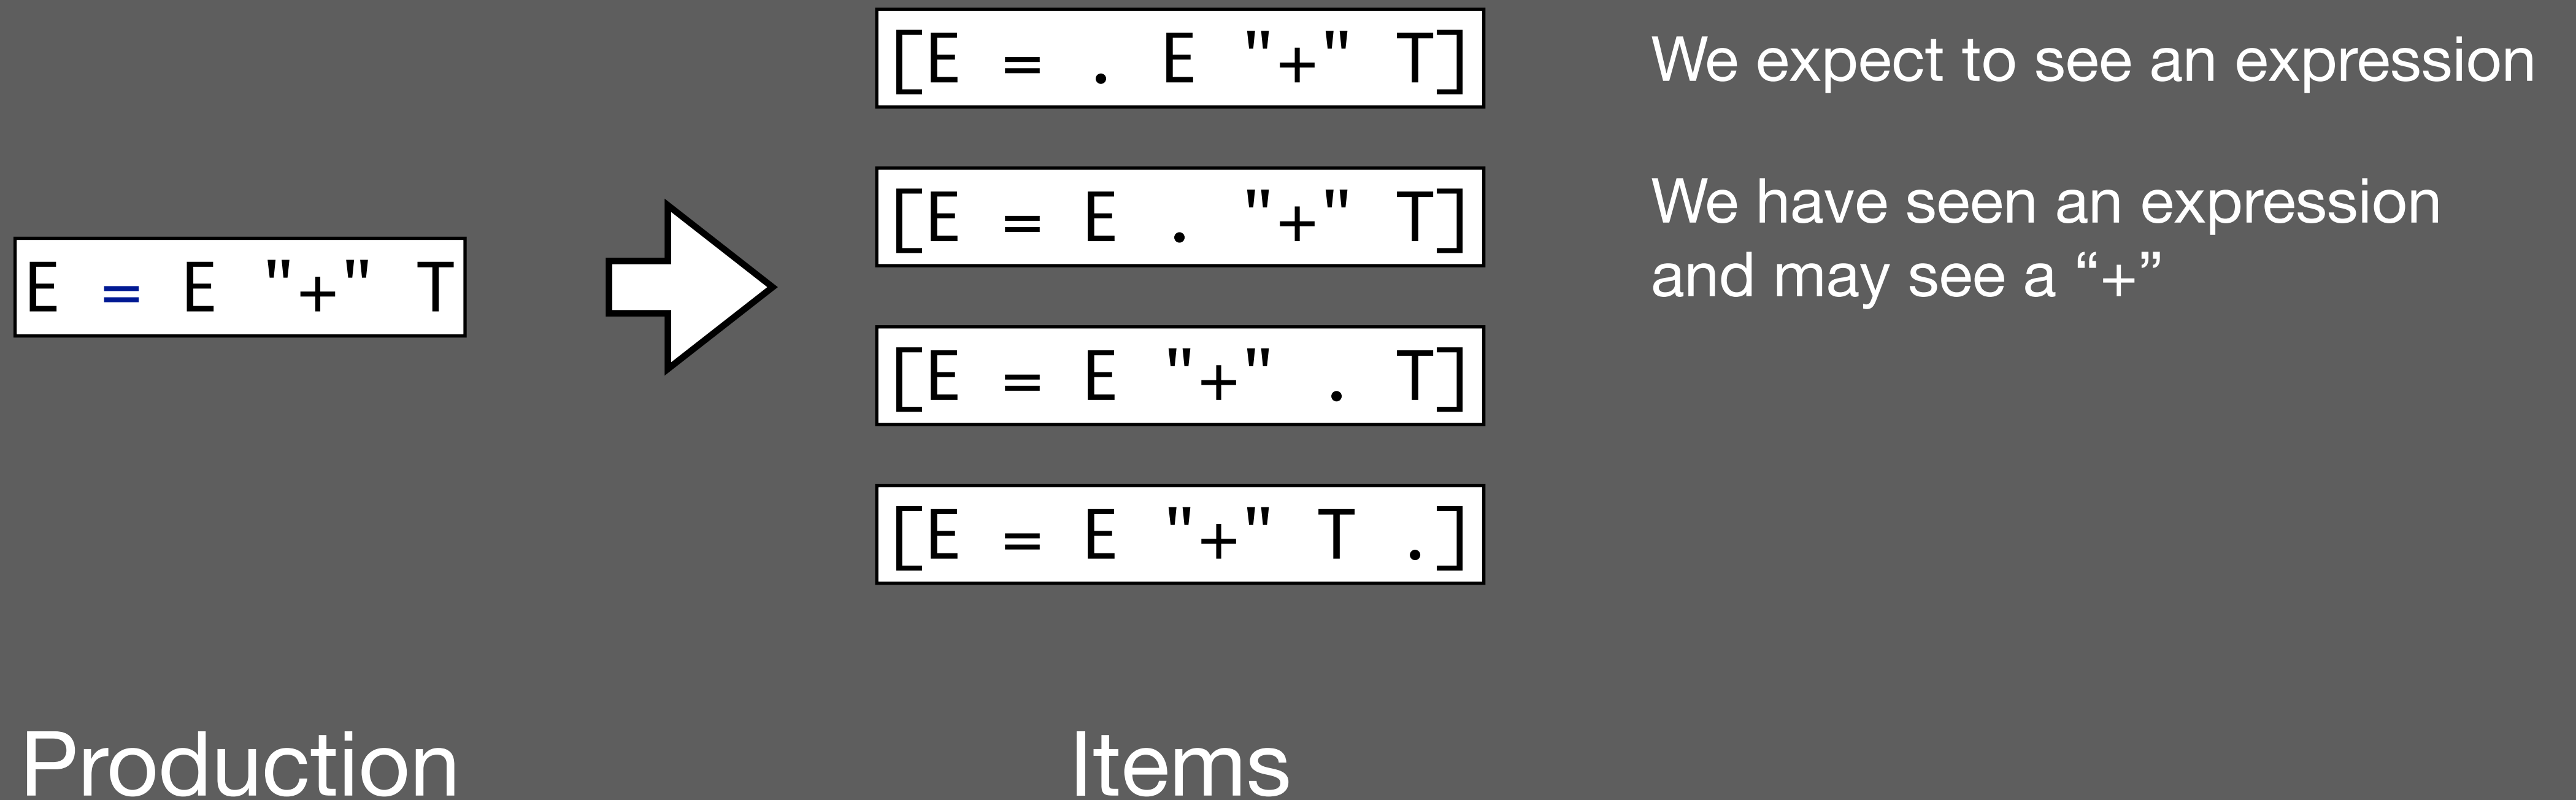 E = E "+" T
[E = . E "+" T]
We expect to see an expression
[E = E . "+" T]
We have seen an expression
and may see a “+”
[E = E "+" . T]
[E = E "+" T .]
Production
Items